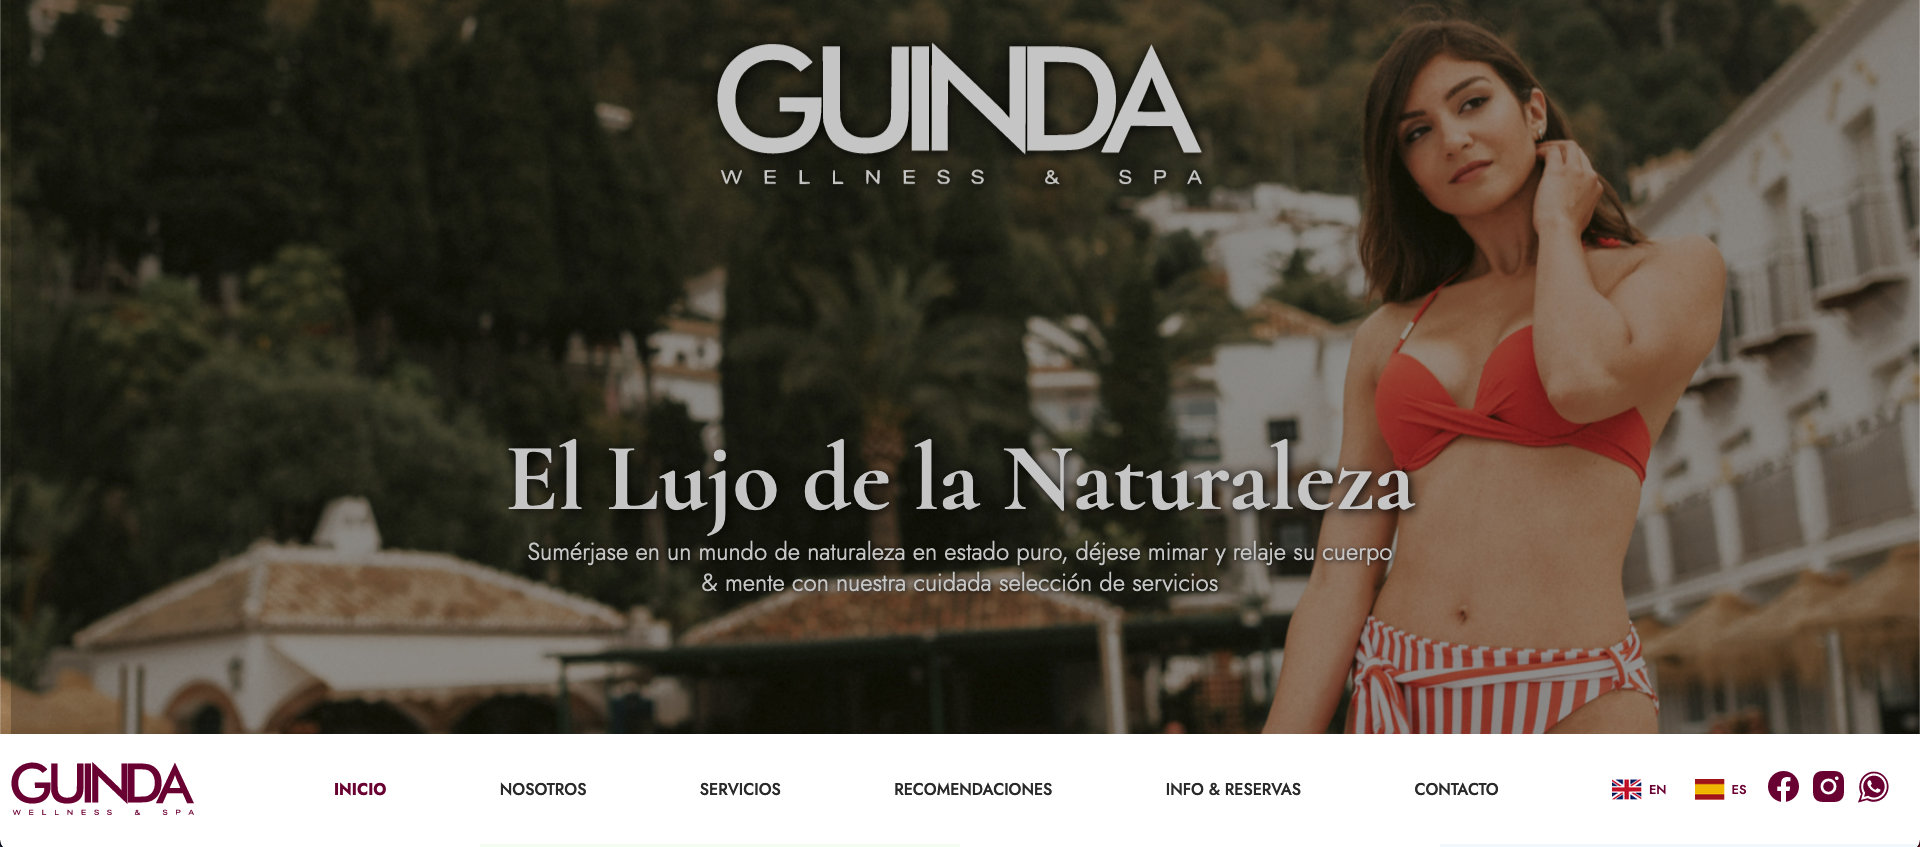 GUINDA
WELLNESS & SPA
El Lujo de la Naturaleza
Sumérjase en un mundo de naturaleza en estado puro, déjese mimar y relaje su cuerpo
& mente con nuestra cuidada selección de servicios
GUINDA
WELLNESS & SPA
INICIO
NOSOTROS
SERVICIOS
RECOMENDACIONES
INFO & RESERVAS
CONTACTO
EN
ES